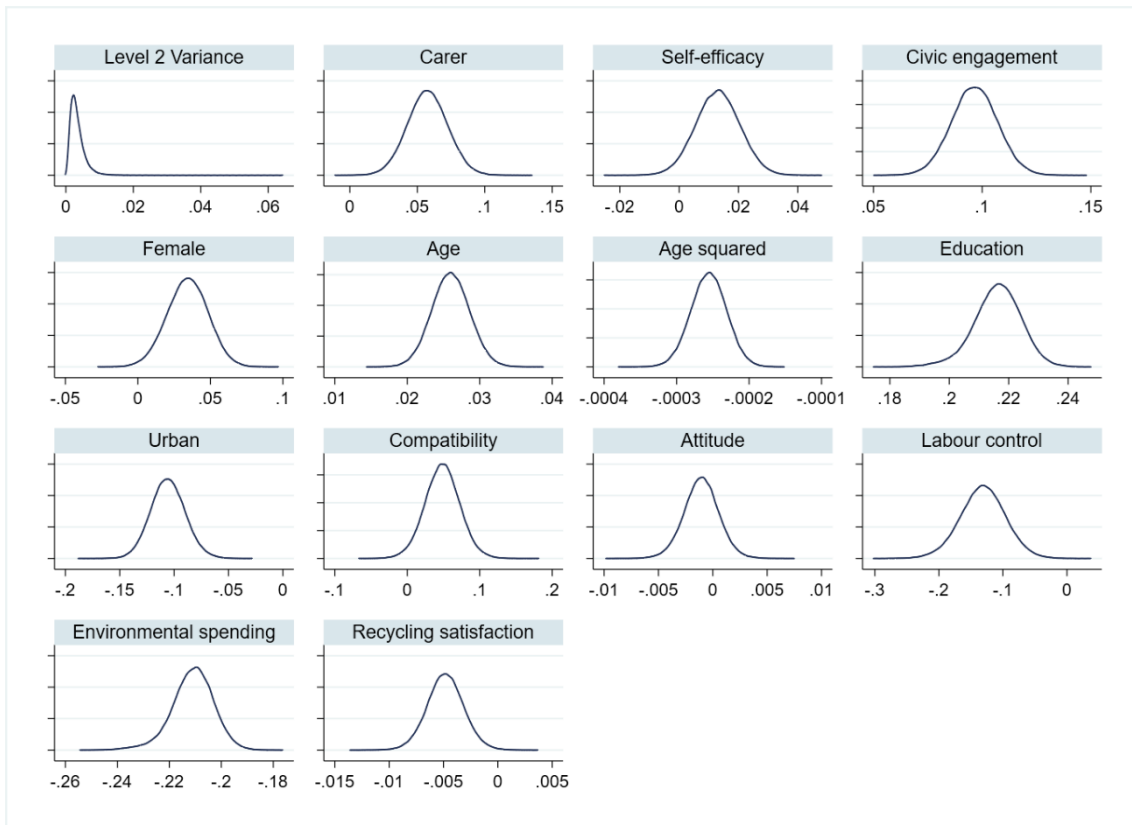 Level 2 Variance Carer Self-efficacy Civic engagement
0 .02 .04 .06 0 .05 .1 .15 -.02 0 .02 .04 .05 .1 .15
Female Age Age squared Education
-.05 0 .05 .1 .01 .02 .03 .04 -.0004 -.0003 -.0002 -.0001 .18 .2 .22 .24
Urban Compatibility Attitude Labour control
-.2 -.15 -.1 -.05 0 -.1 0 .1 .2 -.01 -.005 0 .005 .01 -.3 -.2 -.1 0
Environmental spending Recycling satisfaction
-.26 -.24 -.22 -.2 -.18 -.015 -.01 -.005 0 .005